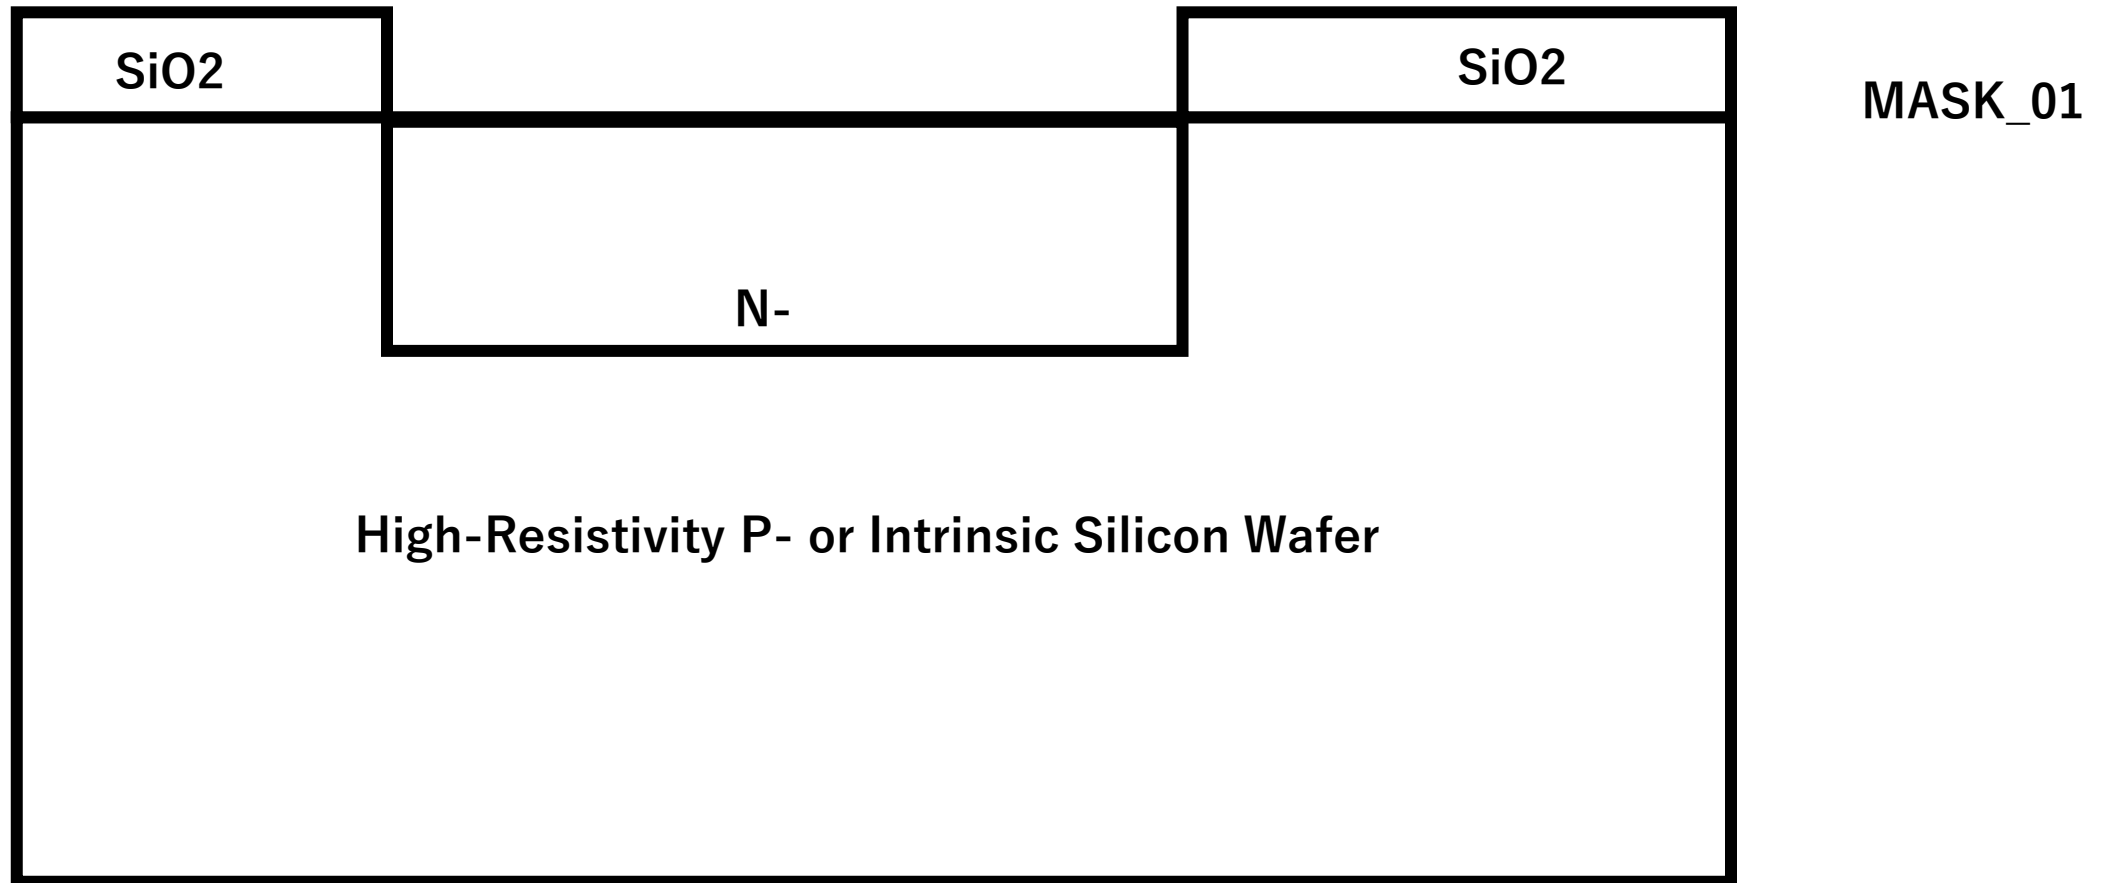 SiO2
SiO2
MASK_01
N-
High-Resistivity P- or Intrinsic Silicon Wafer